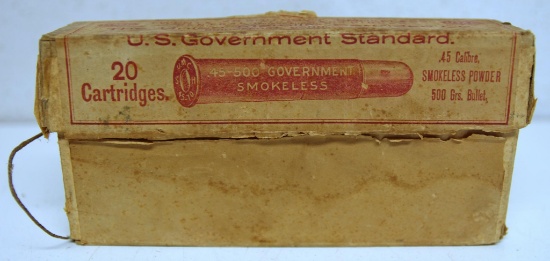 U.S. Government Standard.
20
Cartridges.
.45-500 GOVERNMENT
SMOKELESS
.45 Calibre,
SMOKELESS POWDER
500 Grs. Bullet,